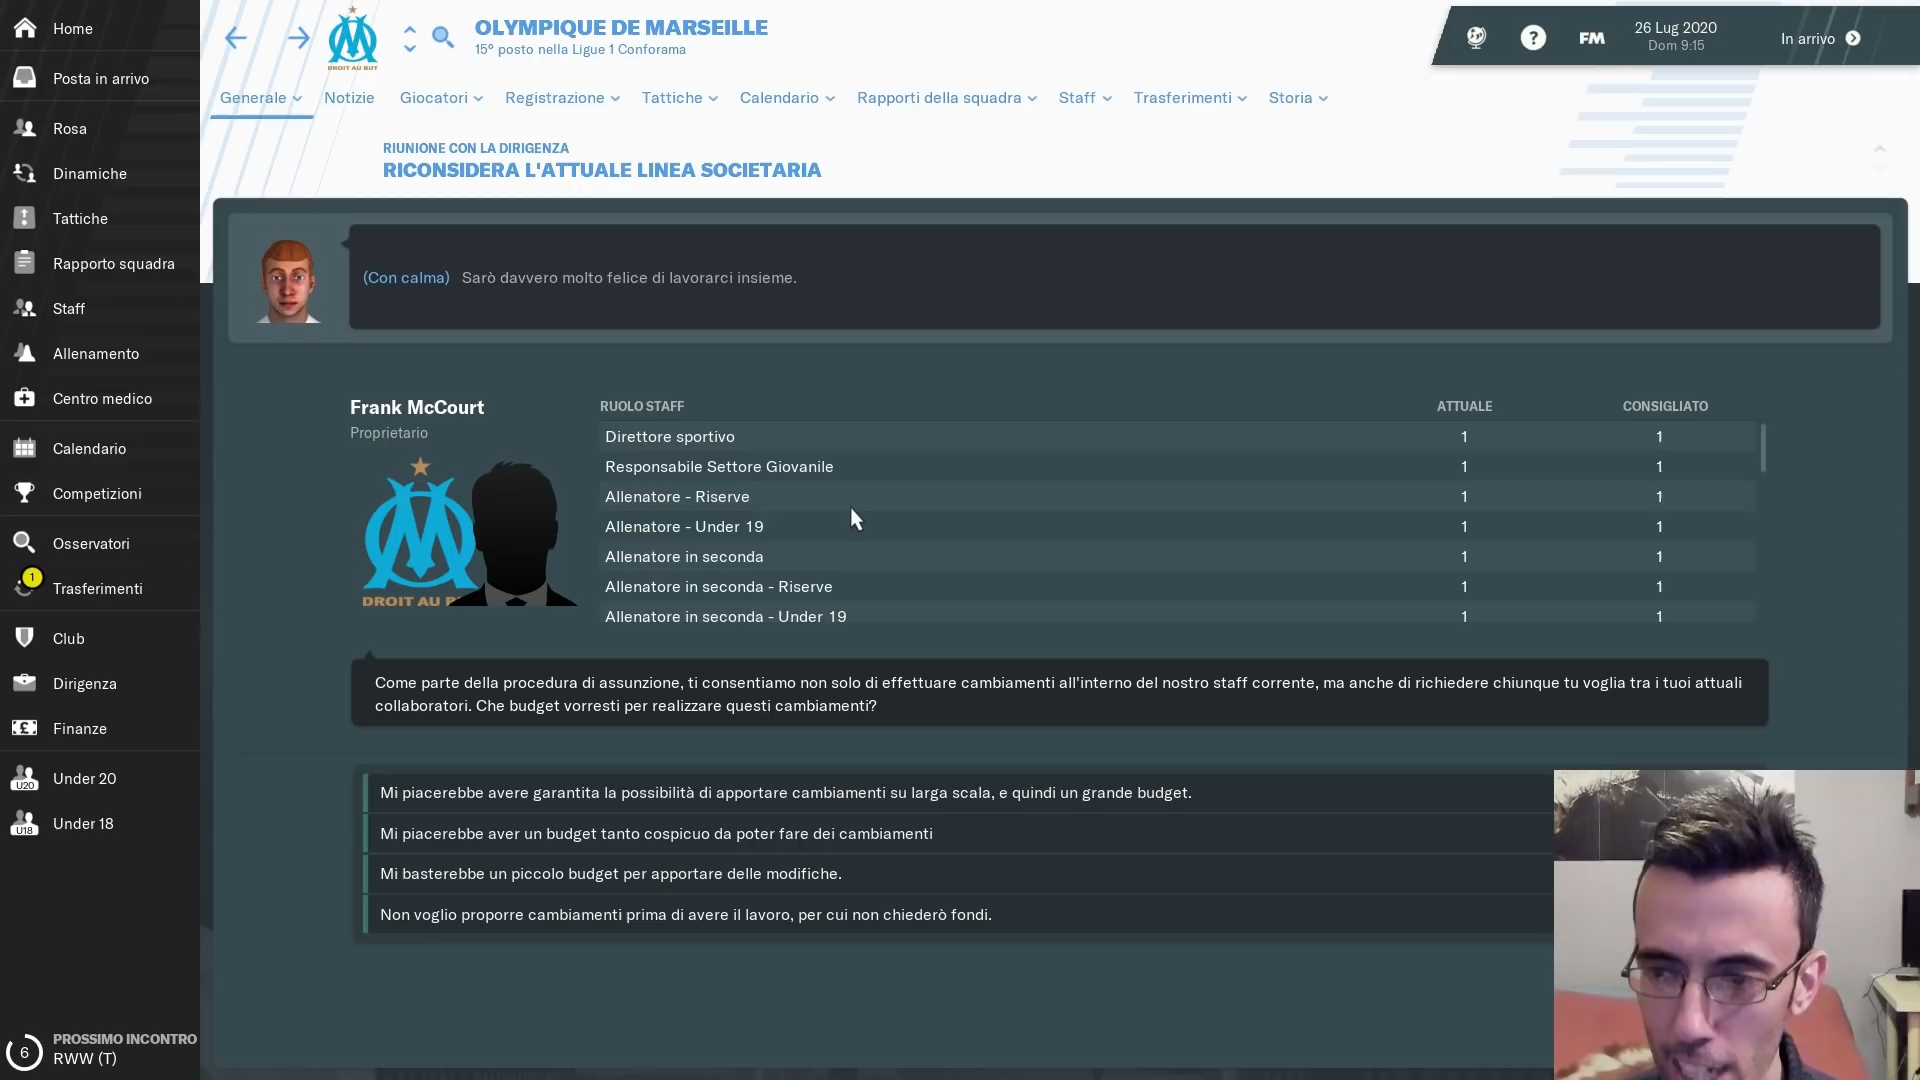 Home
Posta in arrivo
Rosa
Dinamiche
Tattiche
Rapporto squadra
Staff
Allenamento
Centro medico
Calendario
Competizioni
Osservatori
1
Trasferimenti
Club
Dirigenza
Finanze
U20
Under 20
U18
Under 18
6
PROSSIMO INCONTRO
RWW (T)
DROIT AU BUT
OLYMPIQUE DE MARSEILLE
15° posto nella Ligue 1 Conforama
FM
26 Lug 2020
Dom 9:15
In arrivo
Generale
Notizie
Giocatori
Registrazione
Tattiche
Calendario
Rapporti della squadra
Staff
Trasferimenti
Storia
RIUNIONE CON LA DIRIGENZA
RICONSIDERA L'ATTUALE LINEA SOCIETARIA
(Con calma) Sarò davvero molto felice di lavorarci insieme.
Frank McCourt
Proprietario
DROIT AU B
RUOLO STAFF ATTUALE CONSIGLIATO
Direttore sportivo 1 1
Responsabile Settore Giovanile 1 1
Allenatore - Riserve 1 1
Allenatore - Under 19 1 1
Allenatore in seconda 1 1
Allenatore in seconda - Riserve 1 1
Allenatore in seconda - Under 19 1 1
Come parte della procedura di assunzione, ti consentiamo non solo di effettuare cambiamenti all'interno del nostro staff corrente, ma anche di richiedere chiunque tu voglia tra i tuoi attuali
collaboratori. Che budget vorresti per realizzare questi cambiamenti?
Mi piacerebbe avere garantita la possibilità di apportare cambiamenti su larga scala, e quindi un grande budget.
Mi piacerebbe aver un budget tanto cospicuo da poter fare dei cambiamenti
Mi basterebbe un piccolo budget per apportare delle modifiche.
Non voglio proporre cambiamenti prima di avere il lavoro, per cui non chiederò fondi.